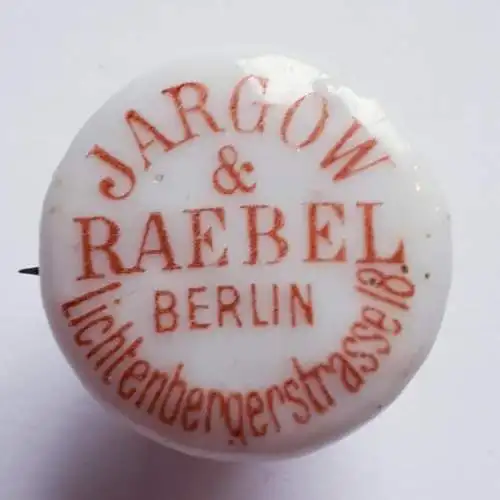 JARGOW
&
RAEBEL
BERLIN
Lichtenbergerstrasse 18.